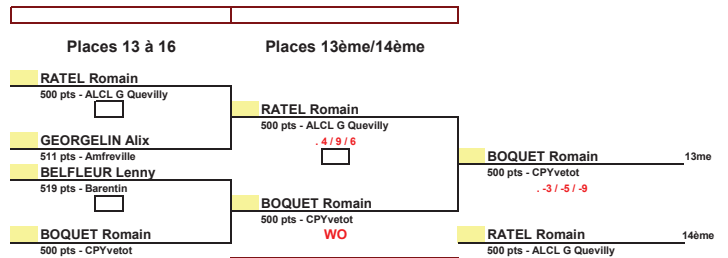 Places 13 à 16
Places 13ème/14ème
RATEL Romain
500 pts - ALCL G Quevilly
RATEL Romain
500 pts - ALCL G Quevilly
. 4 / 9 / 6
GEORGELIN Alix
511 pts - Amfreville
BOQUET Romain 13me
500 pts - CPYvetot
. -3 / -5 / -9
BELFLEUR Lenny
519 pts - Barentin
BOQUET Romain
500 pts - CPYvetot
WO
BOQUET Romain
500 pts - CPYvetot
RATEL Romain 14ème
500 pts - ALCL G Quevilly